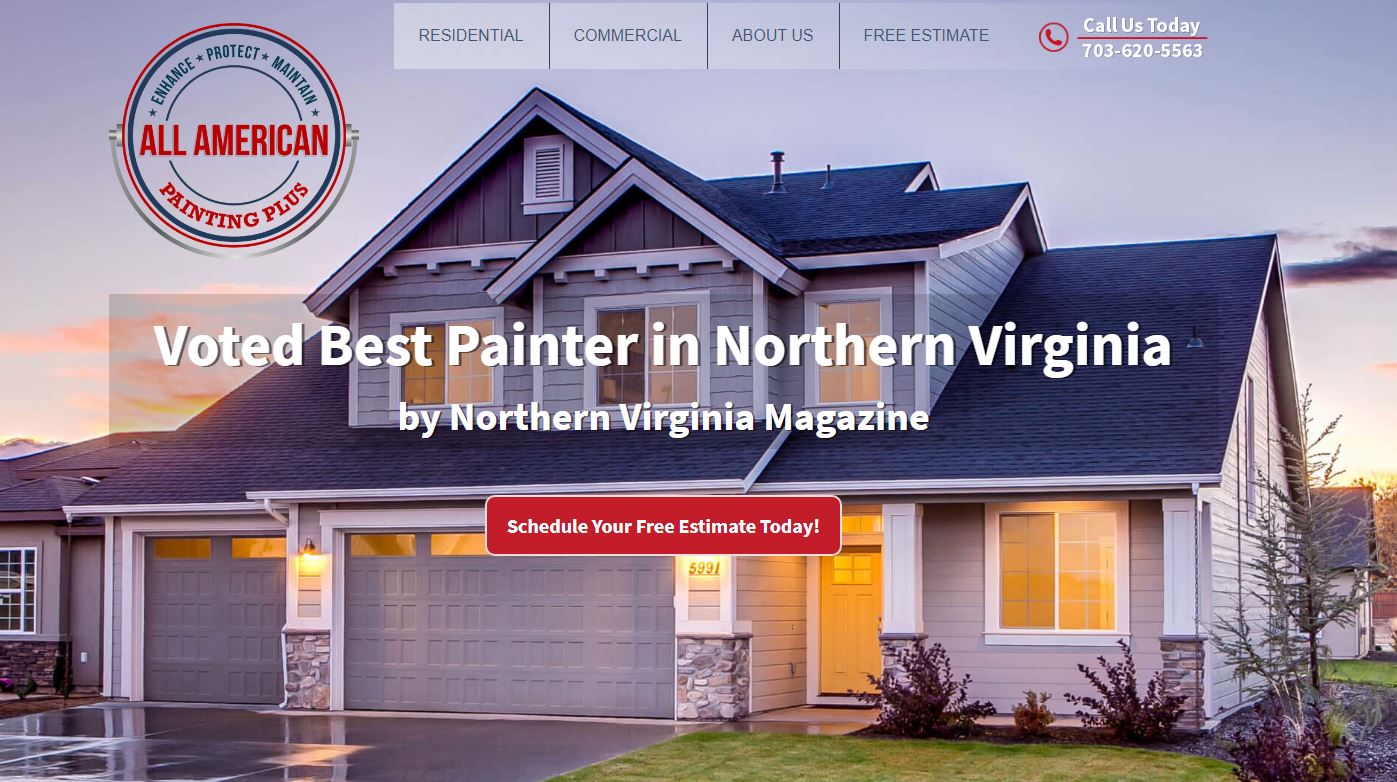 ENHANCE ★ PROTECT ★ MAINTAIN
ALL AMERICAN
PAINTING PLUS
RESIDENTIAL
COMMERCIAL
ABOUT US
FREE ESTIMATE
Call Us Today
703-620-5563
Voted Best Painter in Northern Virginia
by Northern Virginia Magazine
Schedule Your Free Estimate Today!
5991